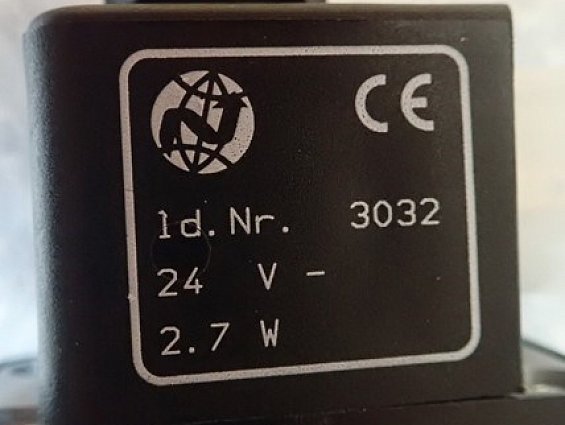 CE
Id. Nr. 3032
24 V -
2.7 W